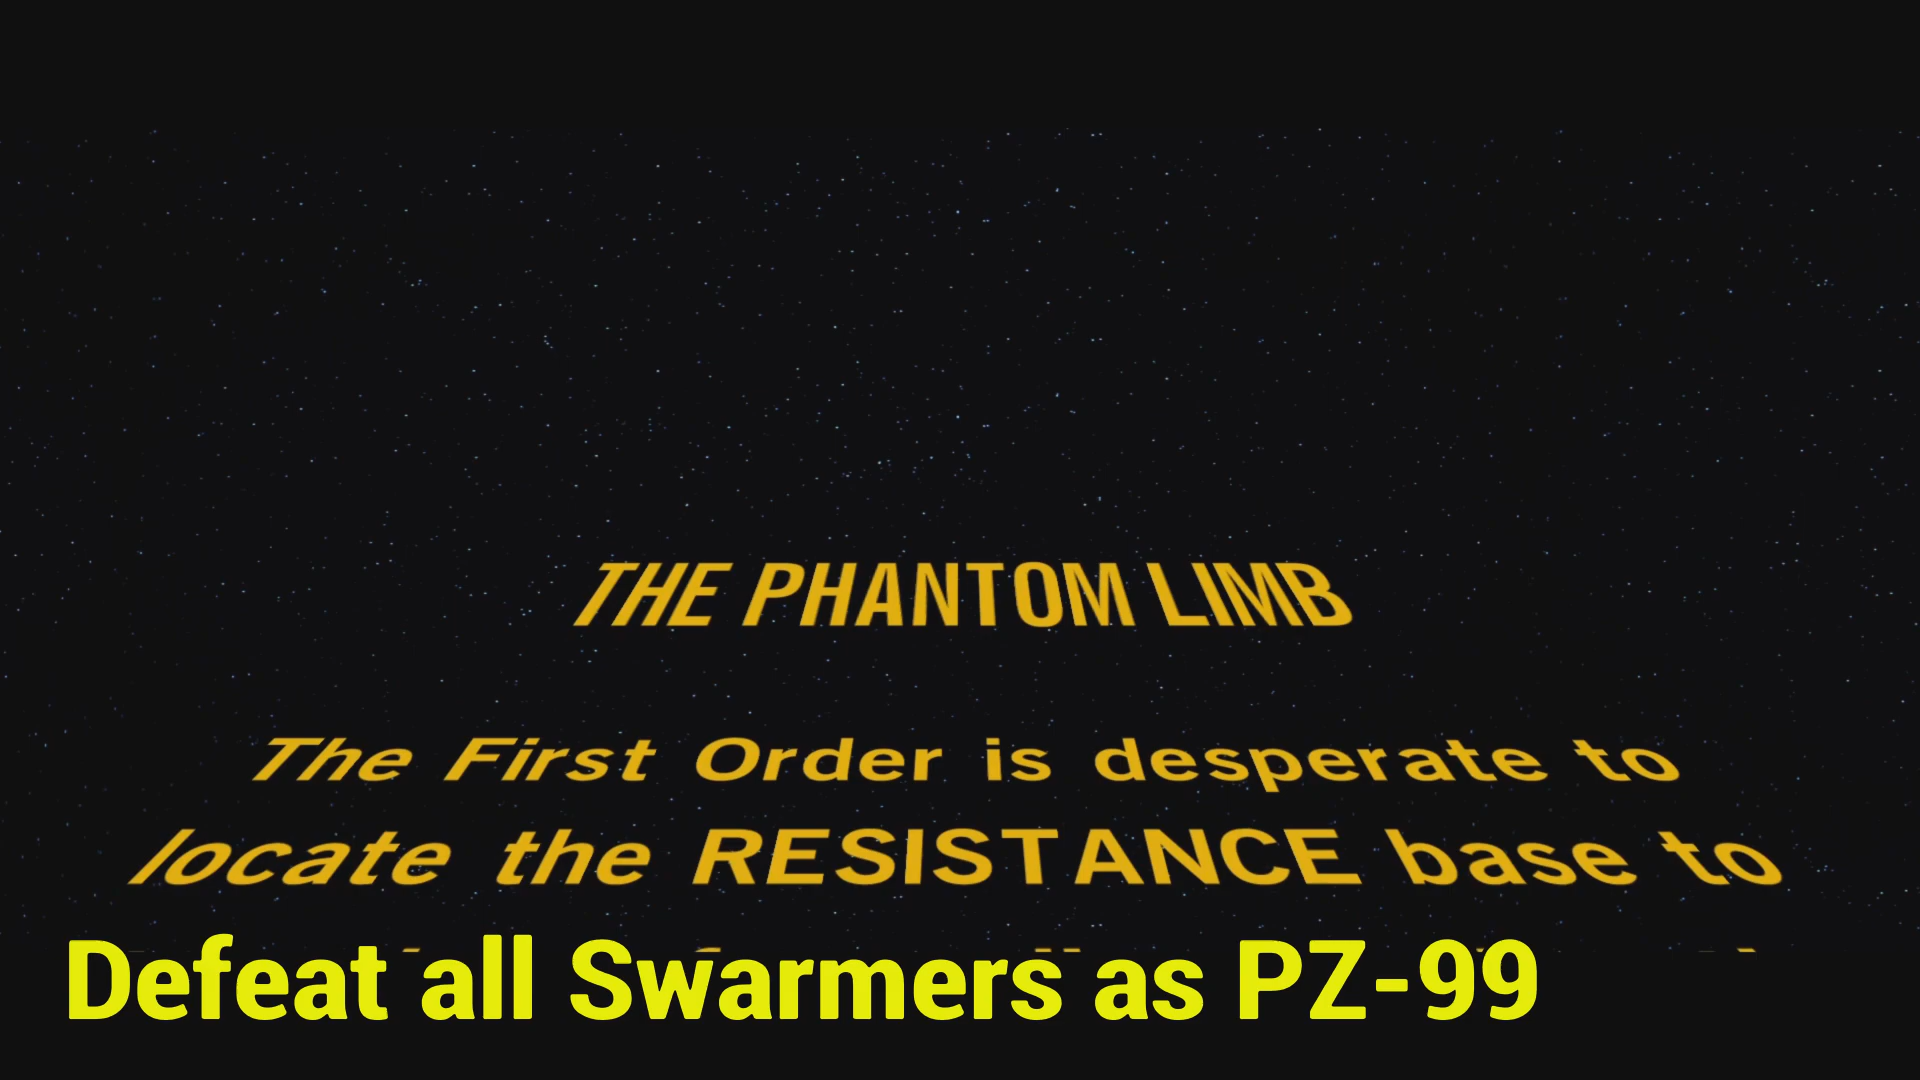 THE PHANTOM LIMB
The First Order is desperate to
locate the RESISTANCE base to
Defeat all Swarmers as PZ-99